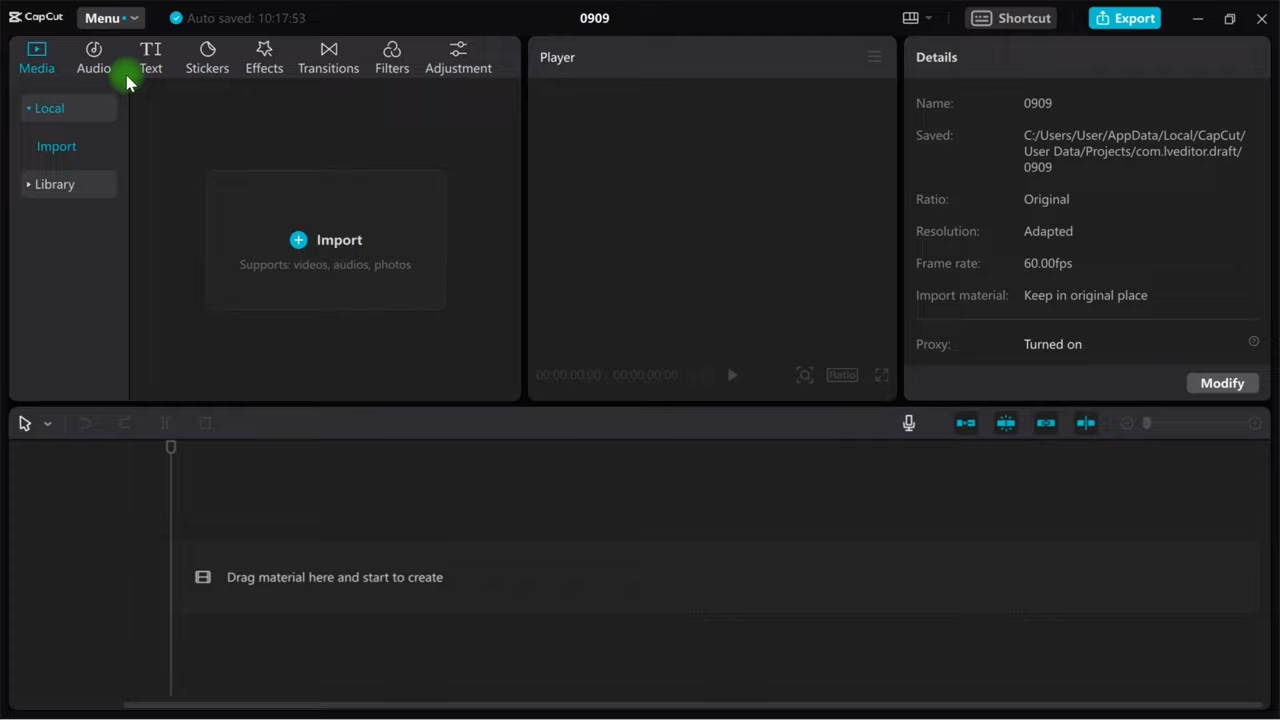 CapCut
Menu
Auto saved: 10:17:53
0909
Shortcut
Export
Media
Audio
Text
Stickers
Effects
Transitions
Filters
Adjustment
Local
Import
Library
Import
Supports: videos, audios, photos
Player
00:00:00:00 / 00:00:00:00
Ratio
Details
Name: 0909
Saved: C:/Users/User/AppData/Local/CapCut/
User Data/Projects/com.lveditor.draft/
0909
Ratio: Original
Resolution: Adapted
Frame rate: 60.00fps
Import material: Keep in original place
Proxy: Turned on
Modify
Drag material here and start to create